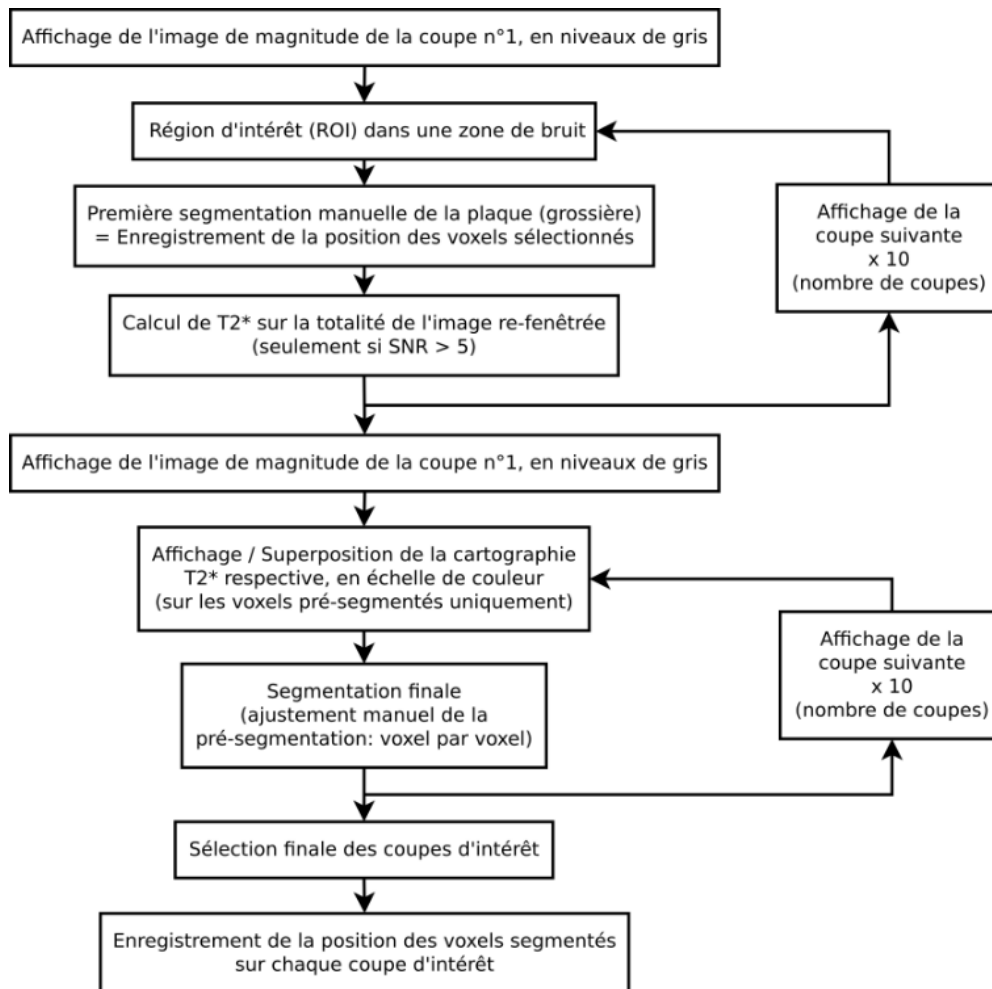 Affichage de l'image de magnitude de la coupe n°1, en niveaux de gris
Région d'intérêt (ROI) dans une zone de bruit
Première segmentation manuelle de la plaque (grossière)
= Enregistrement de la position des voxels sélectionnés
Affichage de la
coupe suivante
x 10
(nombre de coupes)
Calcul de T2* sur la totalité de l'image re-fenêtrée
(seulement si SNR > 5)
Affichage de l'image de magnitude de la coupe n°1, en niveaux de gris
Affichage / Superposition de la cartographie
T2* respective, en échelle de couleur
(sur les voxels pré-segmentés uniquement)
Affichage de la
coupe suivante
x 10
(nombre de coupes)
Segmentation finale
(ajustement manuel de la
pré-segmentation: voxel par voxel)
Sélection finale des coupes d'intérêt
Enregistrement de la position des voxels segmentés
sur chaque coupe d'intérêt